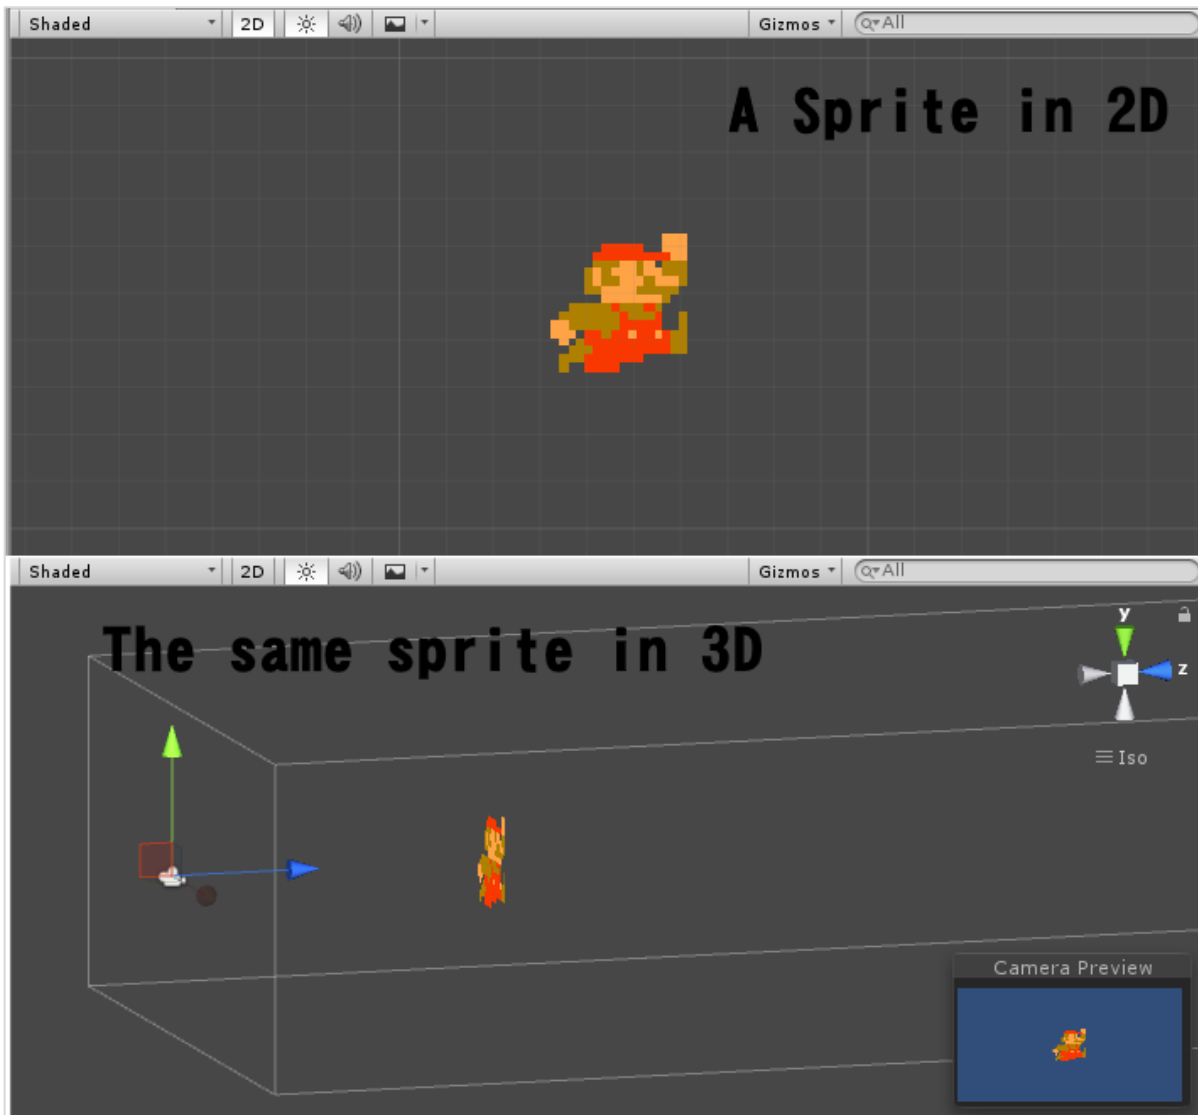 Shaded 2D Gizmos All
A Sprite in 2D
Shaded 2D Gizmos All
The same sprite in 3D
y
z
Iso
Camera Preview